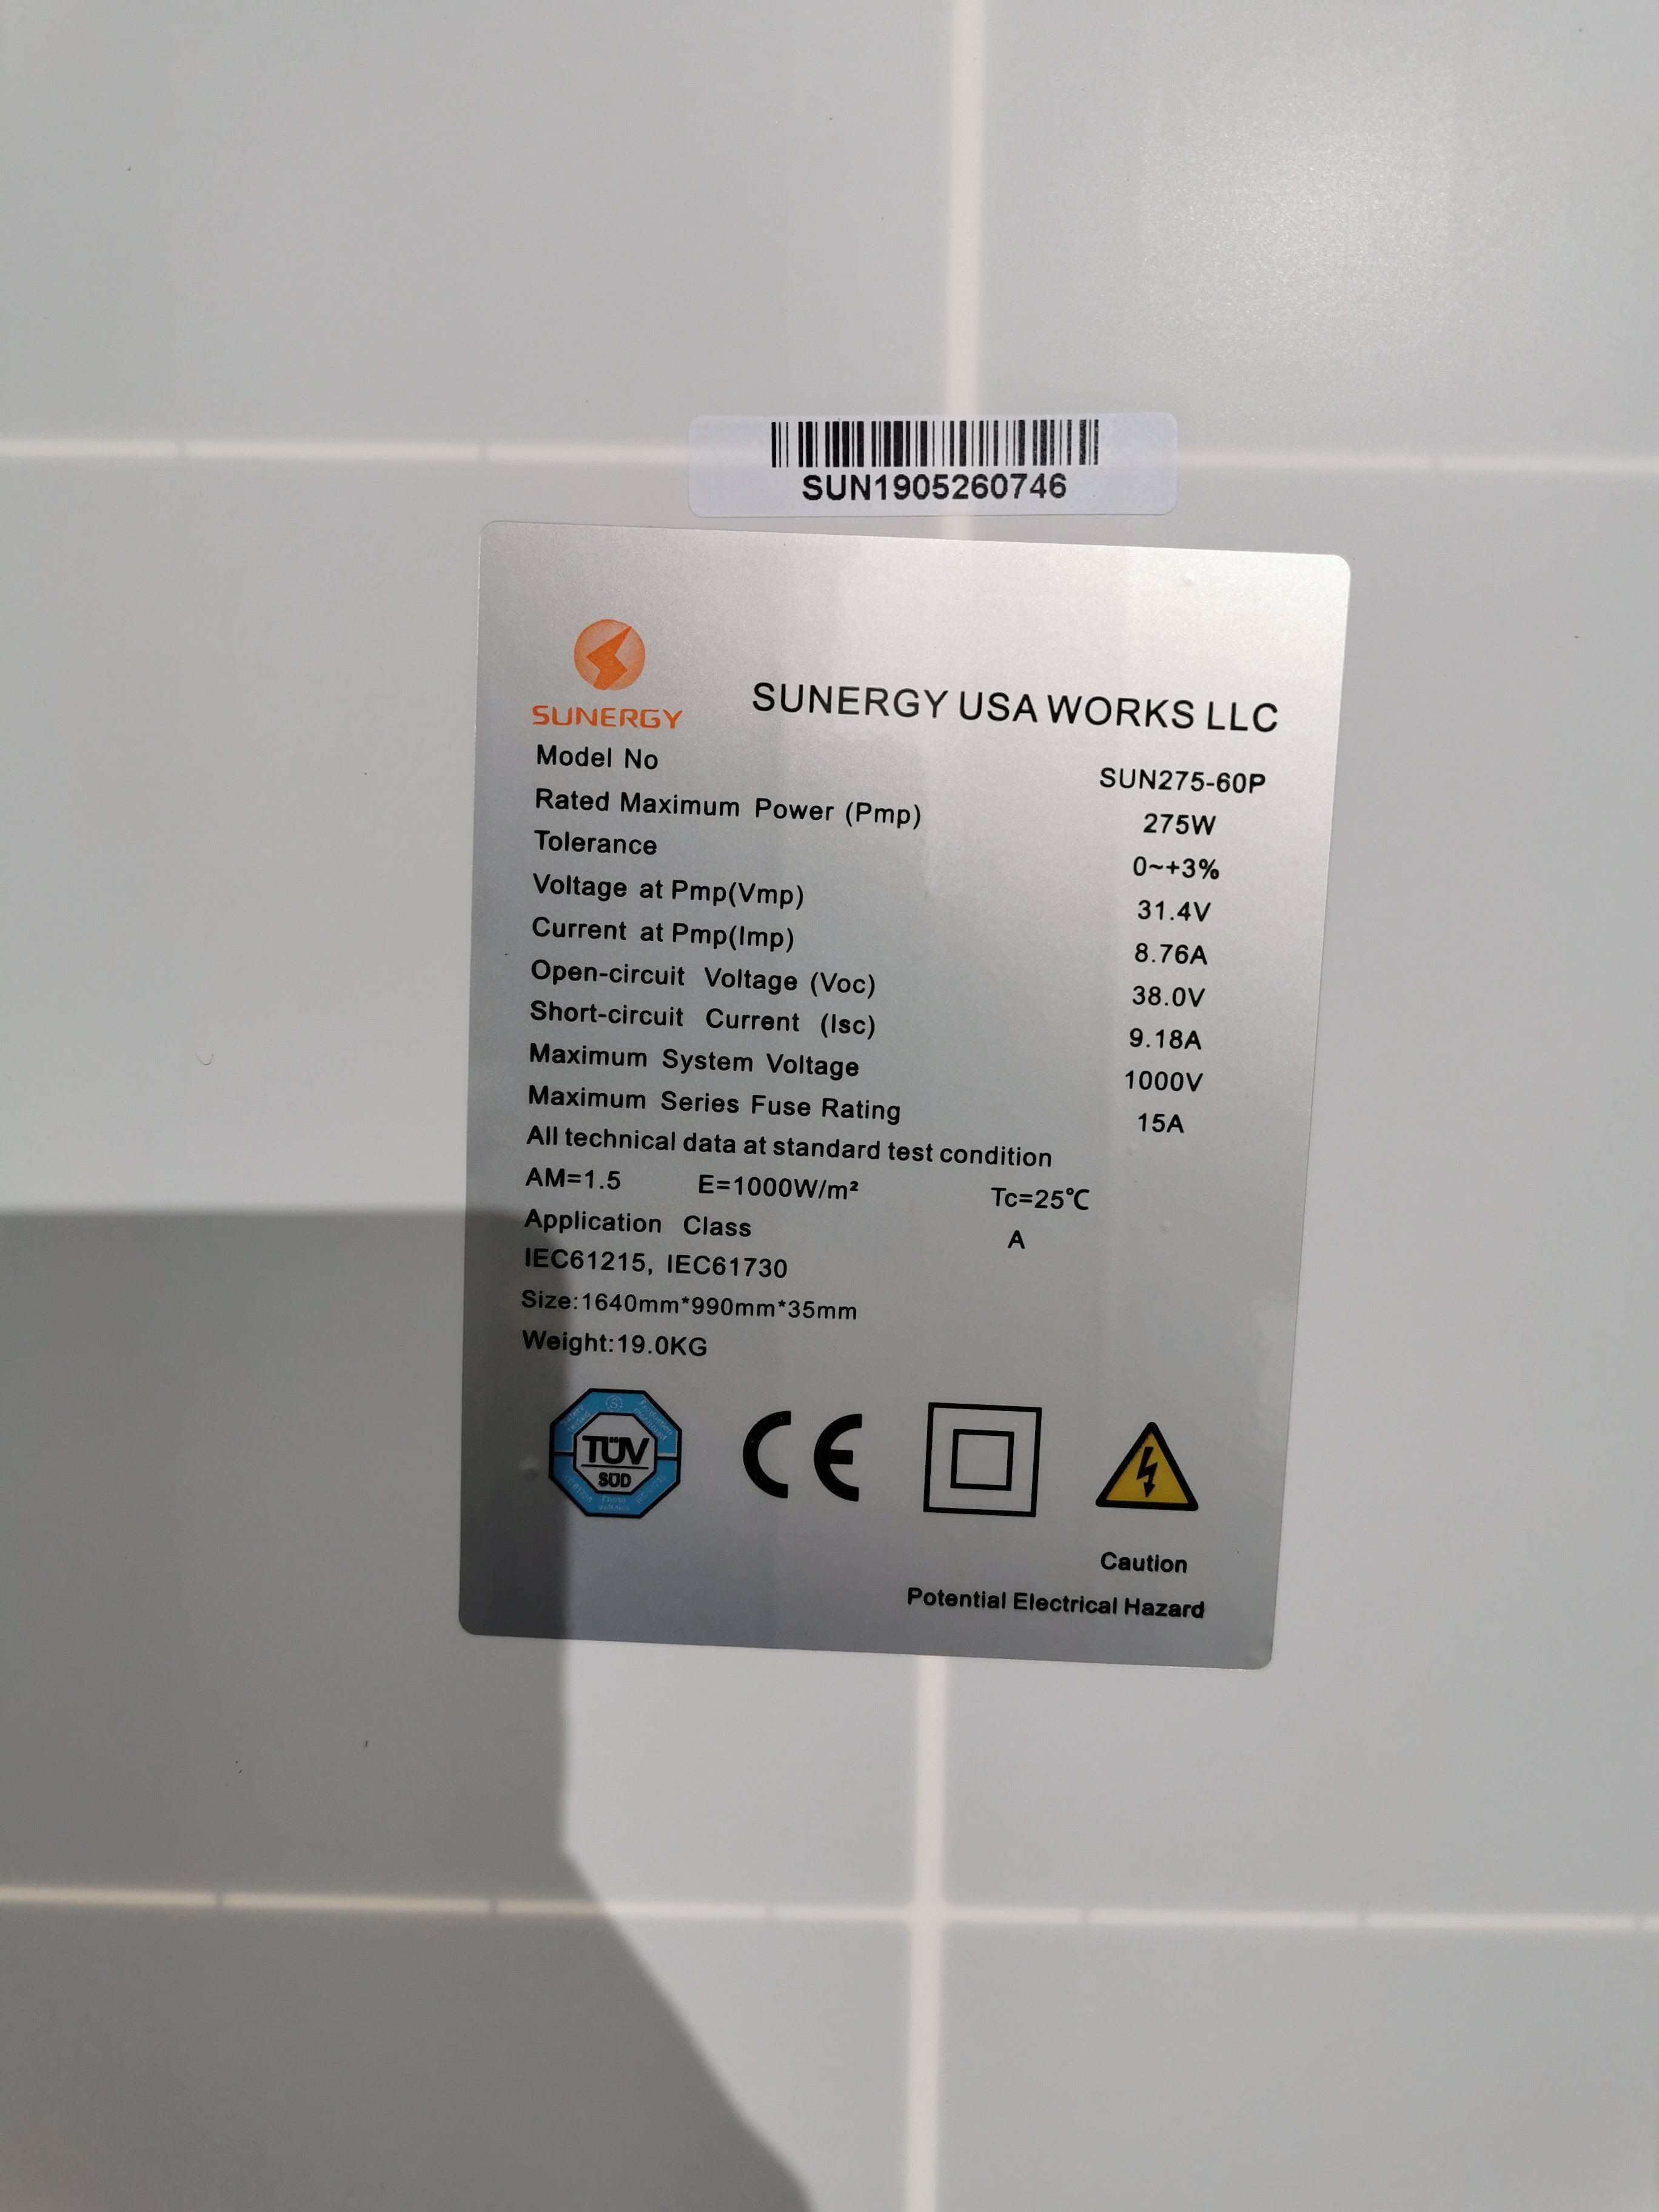 SUN1905260746
SUNERGY
SUNERGY USA WORKS LLC
Model No SUN275-60P
Rated Maximum Power (Pmp) 275W
Tolerance 0~+3%
Voltage at Pmp(Vmp) 31.4V
Current at Pmp(Imp) 8.76A
Open-circuit Voltage (Voc) 38.0V
Short-circuit Current (Isc) 9.18A
Maximum System Voltage 1000V
Maximum Series Fuse Rating 15A
All technical data at standard test condition
AM=1.5 E=1000W/m² Tc=25℃
Application Class A
IEC61215, IEC61730
Size:1640mm*990mm*35mm
Weight:19.0KG
TÜV
SÜD
CE
Caution
Potential Electrical Hazard